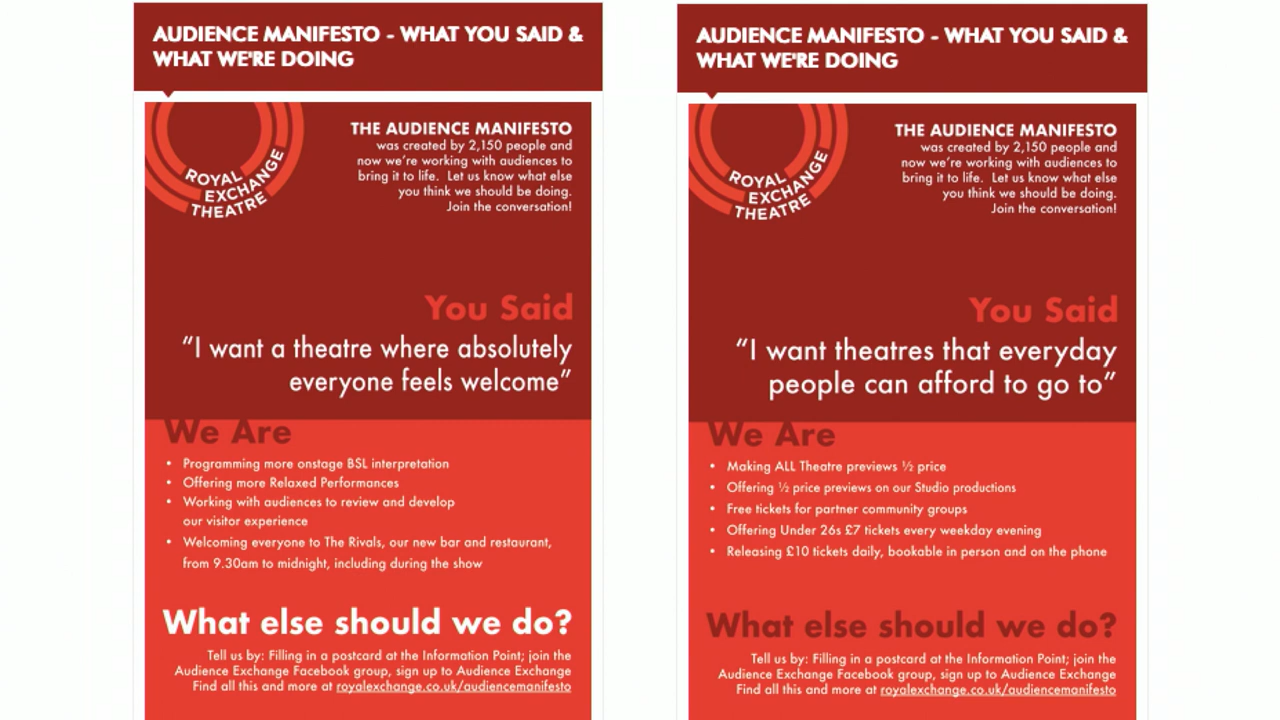 AUDIENCE MANIFESTO - WHAT YOU SAID &
WHAT WE'RE DOING
ROYAL
EXCHANGE
THEATRE
THE AUDIENCE MANIFESTO
was created by 2,150 people and
now we're working with audiences to
bring it to life. Let us know what else
you think we should be doing.
Join the conversation!
You Said
“I want a theatre where absolutely
everyone feels welcome”
We Are
• Programming more onstage BSL interpretation
• Offering more Relaxed Performances
• Working with audiences to review and develop
our visitor experience
• Welcoming everyone to The Rivals, our new bar and restaurant,
from 9.30am to midnight, including during the show
What else should we do?
Tell us by: Filling in a postcard at the Information Point; join the
Audience Exchange Facebook group, sign up to Audience Exchange
Find all this and more at royalexchange.co.uk/audiencemanifesto
AUDIENCE MANIFESTO - WHAT YOU SAID &
WHAT WE'RE DOING
ROYAL
EXCHANGE
THEATRE
THE AUDIENCE MANIFESTO
was created by 2,150 people and
now we're working with audiences to
bring it to life. Let us know what else
you think we should be doing.
Join the conversation!
You Said
“I want theatres that everyday
people can afford to go to”
We Are
• Making ALL Theatre previews ½ price
• Offering ½ price previews on our Studio productions
• Free tickets for partner community groups
• Offering Under 26s £7 tickets every weekday evening
• Releasing £10 tickets daily, bookable in person and on the phone
What else should we do?
Tell us by: Filling in a postcard at the Information Point; join the
Audience Exchange Facebook group, sign up to Audience Exchange
Find all this and more at royalexchange.co.uk/audiencemanifesto